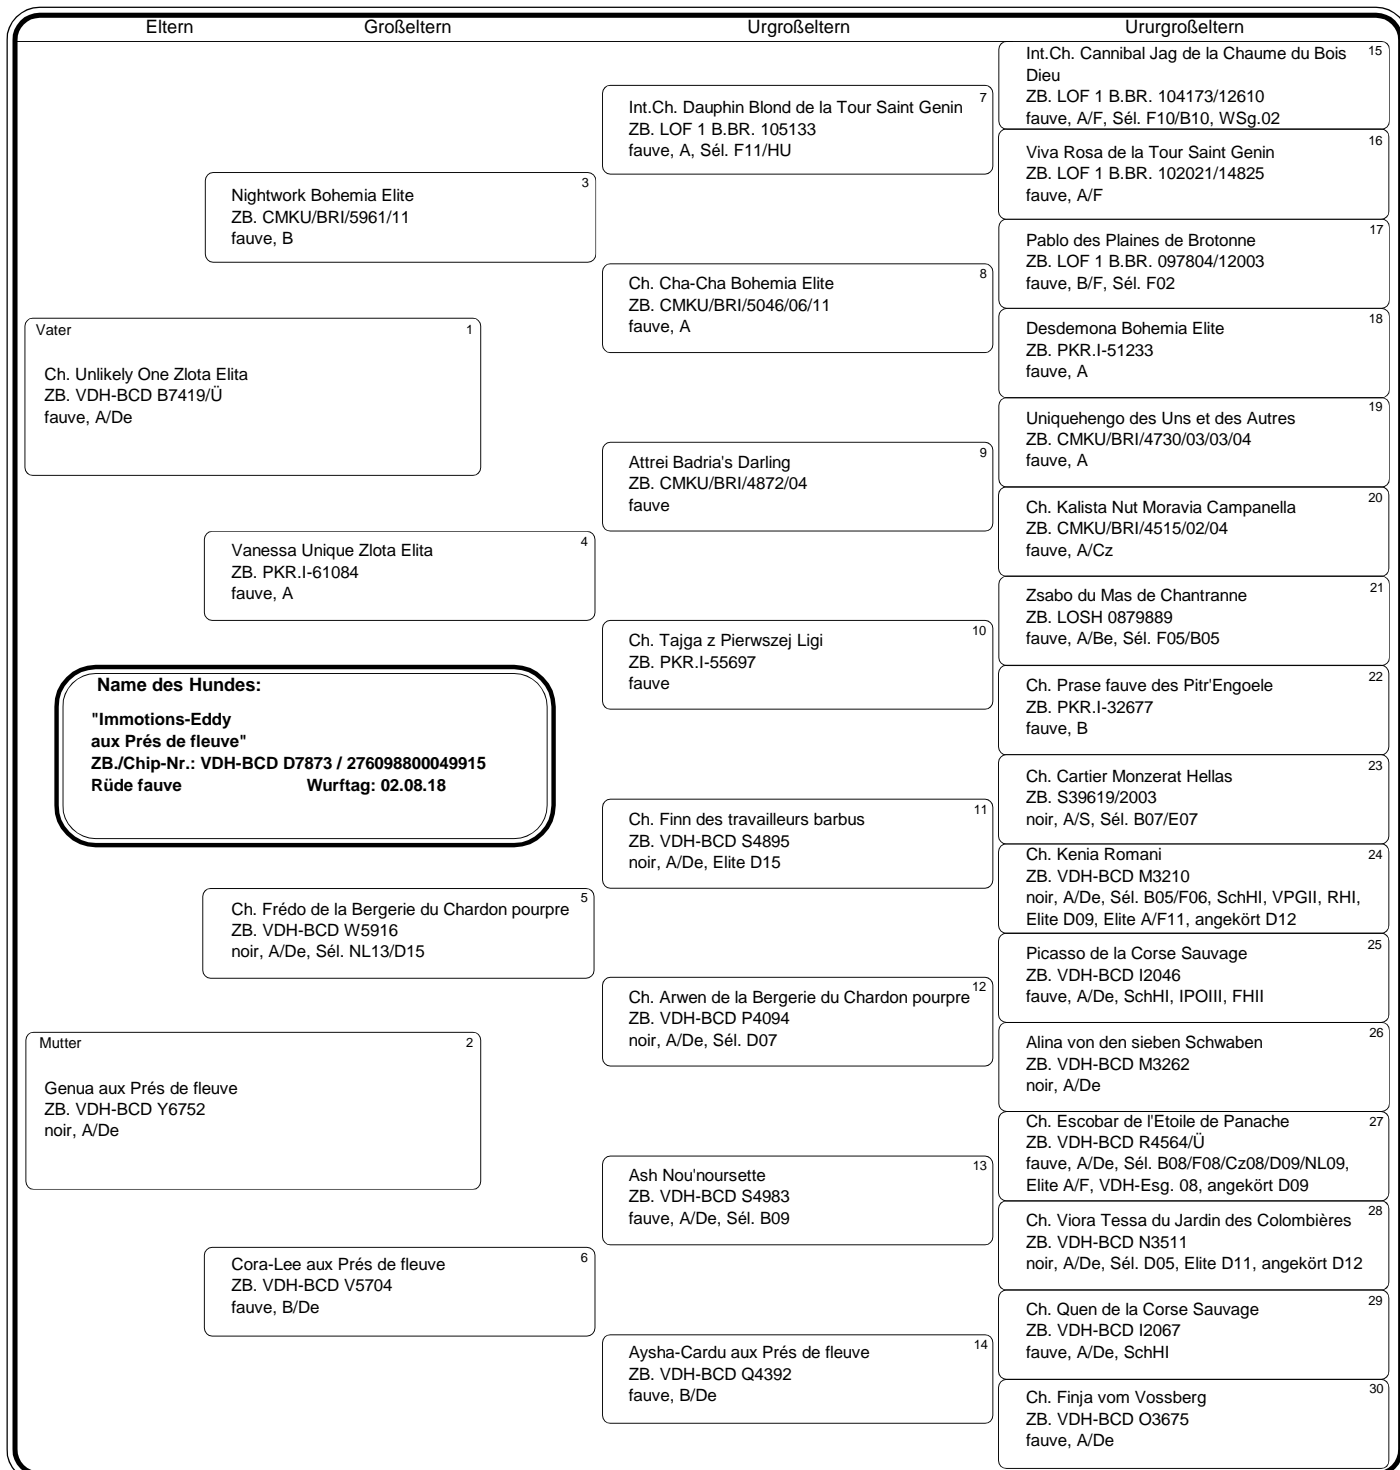 Eltern Großeltern Urgroßeltern Ururgroßeltern
Vater 1
Ch. Unlikely One Zlota Elita
ZB. VDH-BCD B7419/Ü
fauve, A/De
Name des Hundes:
"Immotions-Eddy
aux Prés de fleuve"
ZB./Chip-Nr.: VDH-BCD D7873 / 276098800049915
Rüde fauve Wurftag: 02.08.18
Mutter 2
Genua aux Prés de fleuve
ZB. VDH-BCD Y6752
noir, A/De
3
Nightwork Bohemia Elite
ZB. CMKU/BRI/5961/11
fauve, B
4
Vanessa Unique Zlota Elita
ZB. PKR.I-61084
fauve, A
5
Ch. Frédo de la Bergerie du Chardon pourpre
ZB. VDH-BCD W5916
noir, A/De, Sél. NL13/D15
6
Cora-Lee aux Prés de fleuve
ZB. VDH-BCD V5704
fauve, B/De
7
Int.Ch. Dauphin Blond de la Tour Saint Genin
ZB. LOF 1 B.BR. 105133
fauve, A, Sél. F11/HU
8
Ch. Cha-Cha Bohemia Elite
ZB. CMKU/BRI/5046/06/11
fauve, A
9
Attrei Badria's Darling
ZB. CMKU/BRI/4872/04
fauve
10
Ch. Tajga z Pierwszej Ligi
ZB. PKR.I-55697
fauve
11
Ch. Finn des travailleurs barbus
ZB. VDH-BCD S4895
noir, A/De, Elite D15
12
Ch. Arwen de la Bergerie du Chardon pourpre
ZB. VDH-BCD P4094
noir, A/De, Sél. D07
13
Ash Nou'noursette
ZB. VDH-BCD S4983
fauve, A/De, Sél. B09
14
Aysha-Cardu aux Prés de fleuve
ZB. VDH-BCD Q4392
fauve, B/De
15
Int.Ch. Cannibal Jag de la Chaume du Bois
Dieu
ZB. LOF 1 B.BR. 104173/12610
fauve, A/F, Sél. F10/B10, WSg.02
16
Viva Rosa de la Tour Saint Genin
ZB. LOF 1 B.BR. 102021/14825
fauve, A/F
17
Pablo des Plaines de Brotonne
ZB. LOF 1 B.BR. 097804/12003
fauve, B/F, Sél. F02
18
Desdemona Bohemia Elite
ZB. PKR.I-51233
fauve, A
19
Uniquehengo des Uns et des Autres
ZB. CMKU/BRI/4730/03/03/04
fauve, A
20
Ch. Kalista Nut Moravia Campanella
ZB. CMKU/BRI/4515/02/04
fauve, A/Cz
21
Zsabo du Mas de Chantranne
ZB. LOSH 0879889
fauve, A/Be, Sél. F05/B05
22
Ch. Prase fauve des Pitr'Engoele
ZB. PKR.I-32677
fauve, B
23
Ch. Cartier Monzerat Hellas
ZB. S39619/2003
noir, A/S, Sél. B07/E07
24
Ch. Kenia Romani
ZB. VDH-BCD M3210
noir, A/De, Sél. B05/F06, SchHI, VPGII, RHI,
Elite D09, Elite A/F11, angekört D12
25
Picasso de la Corse Sauvage
ZB. VDH-BCD I2046
fauve, A/De, SchHI, IPOIII, FHII
26
Alina von den sieben Schwaben
ZB. VDH-BCD M3262
noir, A/De
27
Ch. Escobar de l'Etoile de Panache
ZB. VDH-BCD R4564/Ü
fauve, A/De, Sél. B08/F08/Cz08/D09/NL09,
Elite A/F, VDH-Esg. 08, angekört D09
28
Ch. Viora Tessa du Jardin des Colombières
ZB. VDH-BCD N3511
noir, A/De, Sél. D05, Elite D11, angekört D12
29
Ch. Quen de la Corse Sauvage
ZB. VDH-BCD I2067
fauve, A/De, SchHI
30
Ch. Finja vom Vossberg
ZB. VDH-BCD O3675
fauve, A/De